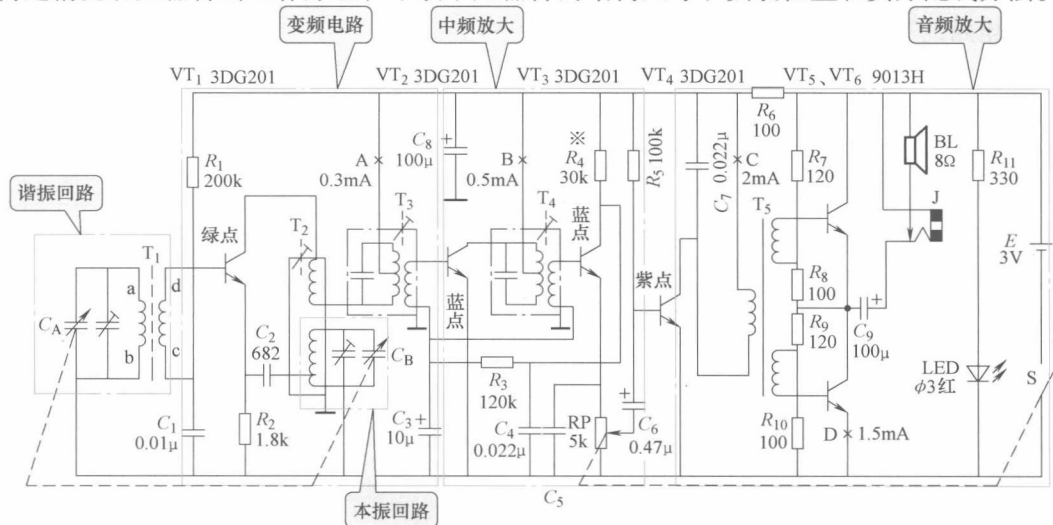 变频电路
中频放大
音频放大
VT1 3DG201
VT2 3DG201
VT3 3DG201
VT4 3DG201
VT5、VT6 9013H
谐振回路
R1
200k
A
0.3mA
C8
100μ
B
0.5mA
※
R4
30k
R5 100k
C7 0.022μ
C
2mA
R6
100
R7
120
BL
8Ω
R11
330
J
E
3V
绿点
T1
T2
T3
T4
T5
蓝点
蓝点
紫点
a
b
d
c
CA
C2
682
CB
R3
120k
R8
100
R9
120
C9
100μ
LED
φ3红
S
C1
0.01μ
R2
1.8k
C3
10μ
C4
0.022μ
RP
5k
C6
0.47μ
R10
100
D
1.5mA
C5
本振回路